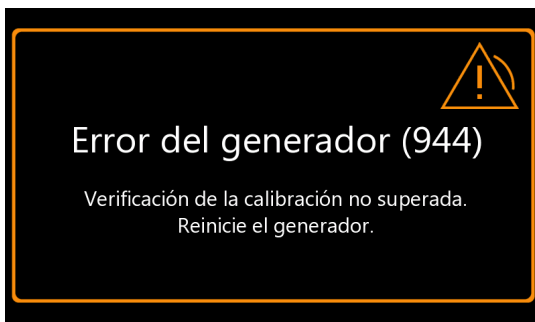 Error del generador (944)
Verificación de la calibración no superada.
Reinicie el generador.